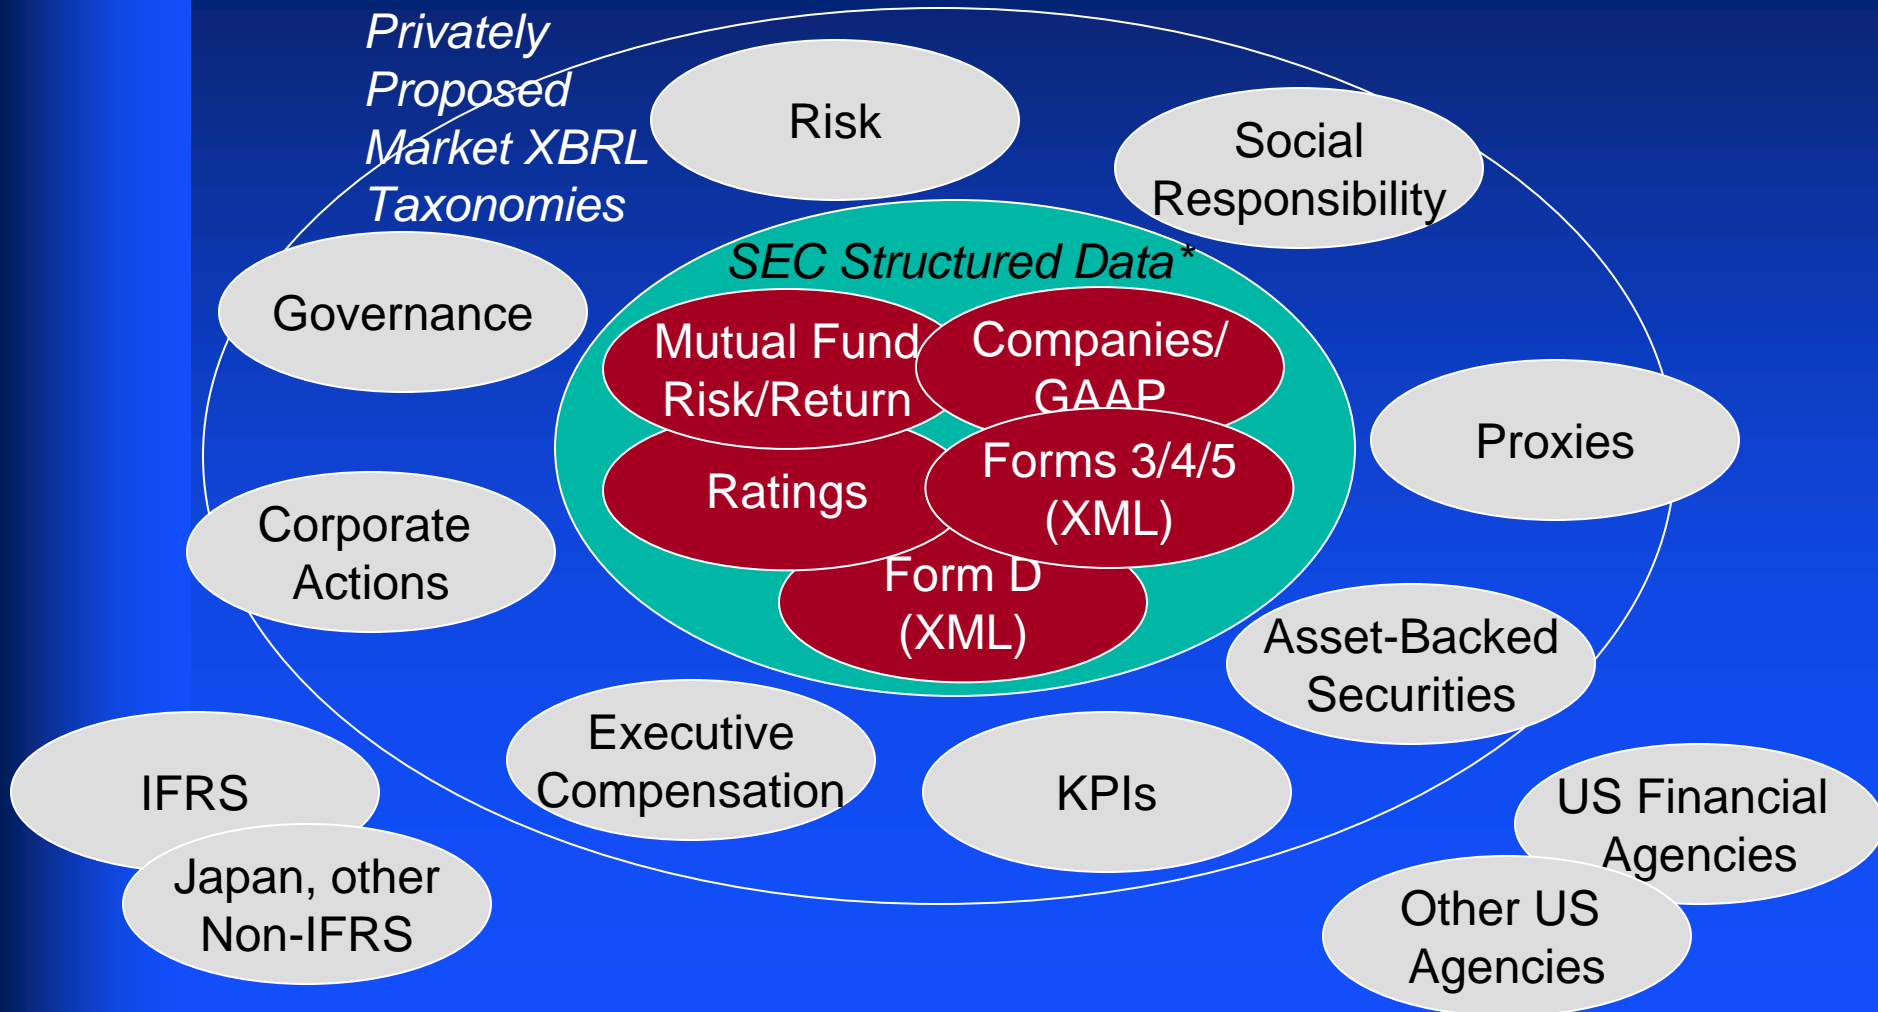 Privately
Proposed
Market XBRL
Taxonomies
Risk
Social
Responsibility
SEC Structured Data*
Governance
Mutual Fund
Risk/Return
Companies/
GAAP
Proxies
Ratings
Forms 3/4/5
(XML)
Corporate
Actions
Form D
(XML)
Asset-Backed
Securities
Executive
Compensation
KPIs
IFRS
Japan, other
Non-IFRS
US Financial
Agencies
Other US
Agencies